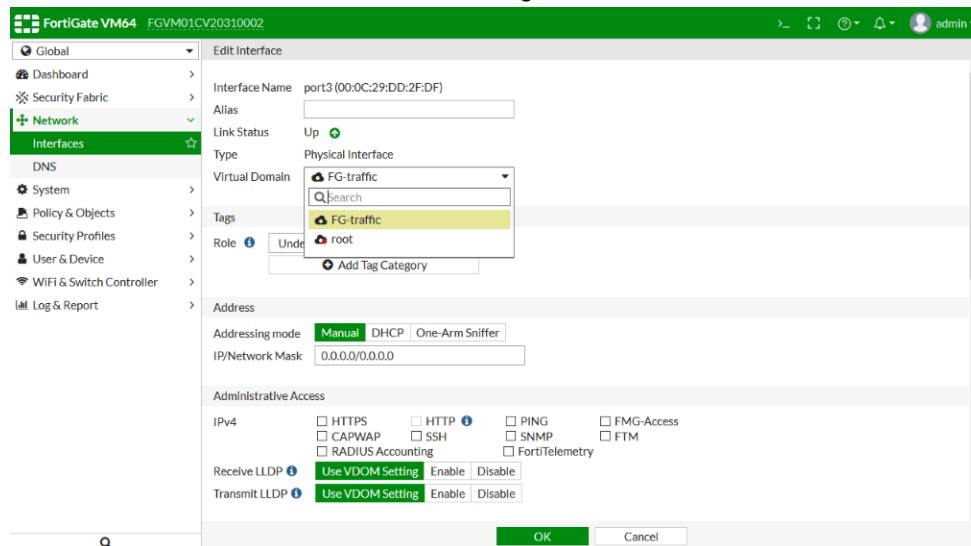 FortiGate VM64 FGVM01CV20310002
>_ admin
Global
Dashboard
Security Fabric
Network
Interfaces
DNS
System
Policy & Objects
Security Profiles
User & Device
WiFi & Switch Controller
Log & Report
Edit Interface
Interface Name port3 (00:0C:29:DD:2F:DF)
Alias
Link Status Up
Type Physical Interface
Virtual Domain FG-traffic
Search
FG-traffic
root
Tags
Role Unde
Add Tag Category
Address
Addressing mode Manual DHCP One-Arm Sniffer
IP/Network Mask 0.0.0.0/0.0.0.0
Administrative Access
IPv4 HTTPS HTTP PING FMG-Access
CAPWAP SSH SNMP FTM
RADIUS Accounting FortiTelemetry
Receive LLDP Use VDOM Setting Enable Disable
Transmit LLDP Use VDOM Setting Enable Disable
OK Cancel